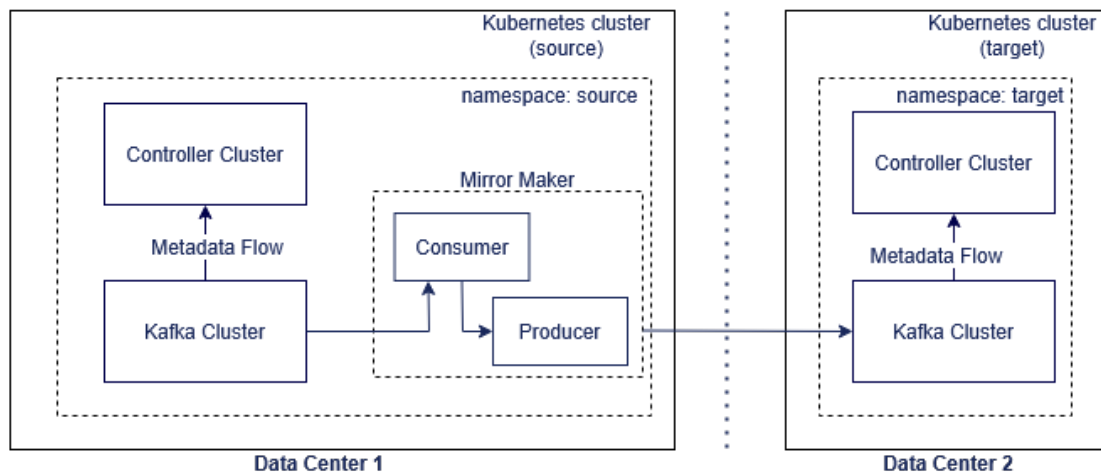 Kubernetes cluster
(source)
namespace: source
Controller Cluster
Metadata Flow
Kafka Cluster
Mirror Maker
Consumer
Producer
Data Center 1
Kubernetes cluster
(target)
namespace: target
Controller Cluster
Metadata Flow
Kafka Cluster
Data Center 2